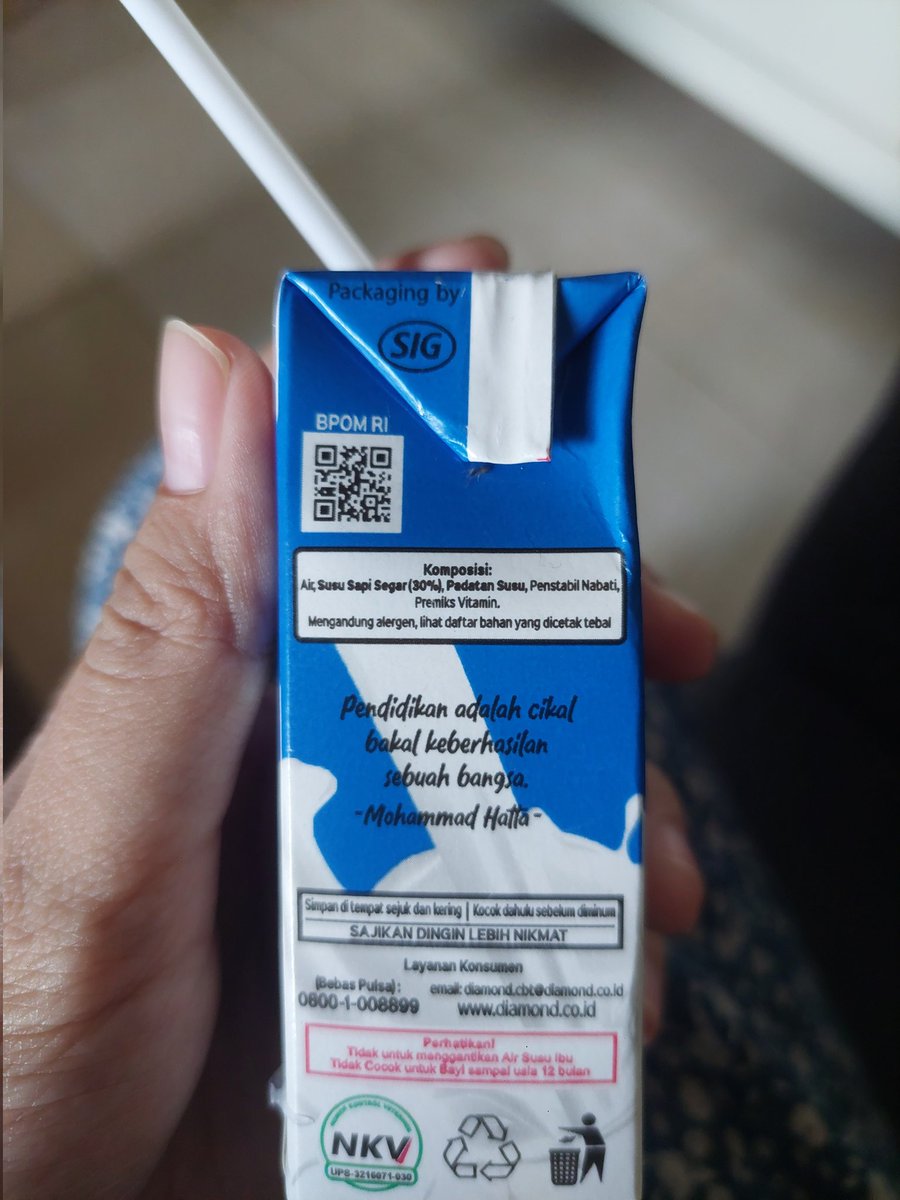 Packaging by
SIG
BPOM RI
Komposisi:
Air, Susu Sapi Segar (30%), Padatan Susu, Penstabil Nabati,
Premiks Vitamin.
Mengandung alergen, lihat daftar bahan yang dicetak tebal
Pendidikan adalah cikal
bakal keberhasilan
sebuah bangsa.
-Mohammad Hatta-
Simpan di tempat sejuk dan kering | Kocok dahulu sebelum diminum
SAJIKAN DINGIN LEBIH NIKMAT
Layanan Konsumen
(Bebas Pulsa): email: diamond.cbt@diamond.co.id
0800-1-008899 www.diamond.co.id
Perhatikan!
Tidak untuk menggantikan Air Susu Ibu
Tidak Cocok untuk Bayi sampai usia 12 bulan
NOMOR KONTROL VETERINER
NKV
UPS-3216071-030